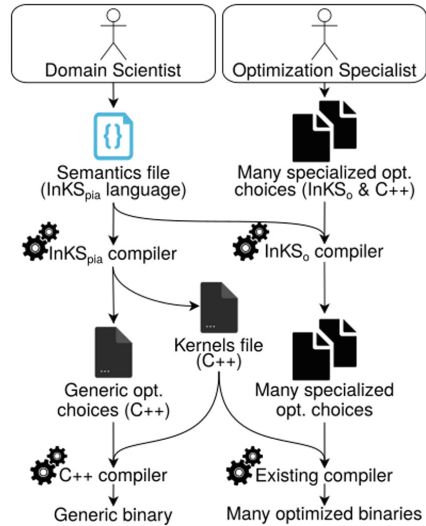 Domain Scientist
Optimization Specialist
{}
Semantics file
(InKSpia language)
Many specialized opt.
choices (InKSo & C++)
InKSpia compiler
InKSo compiler
Kernels file
(C++)
Generic opt.
choices (C++)
Many specialized
opt. choices
C++ compiler
Existing compiler
Generic binary
Many optimized binaries